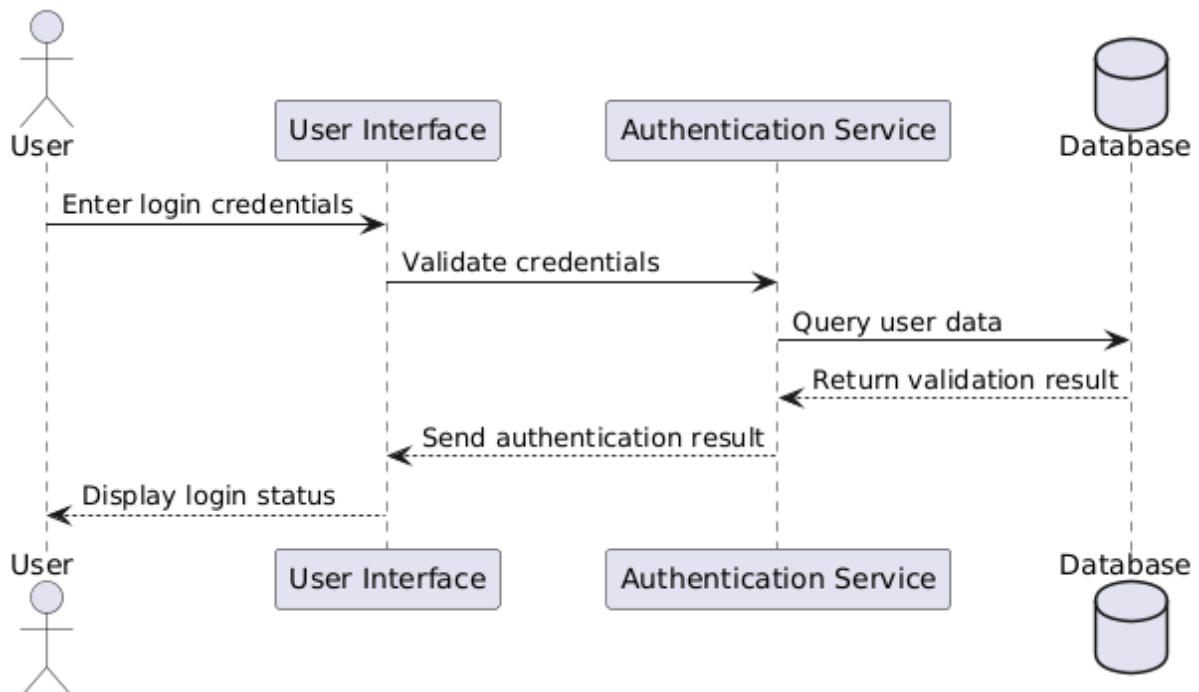 User
User Interface
Authentication Service
Database
Enter login credentials
Validate credentials
Query user data
Return validation result
Send authentication result
Display login status
User
User Interface
Authentication Service
Database